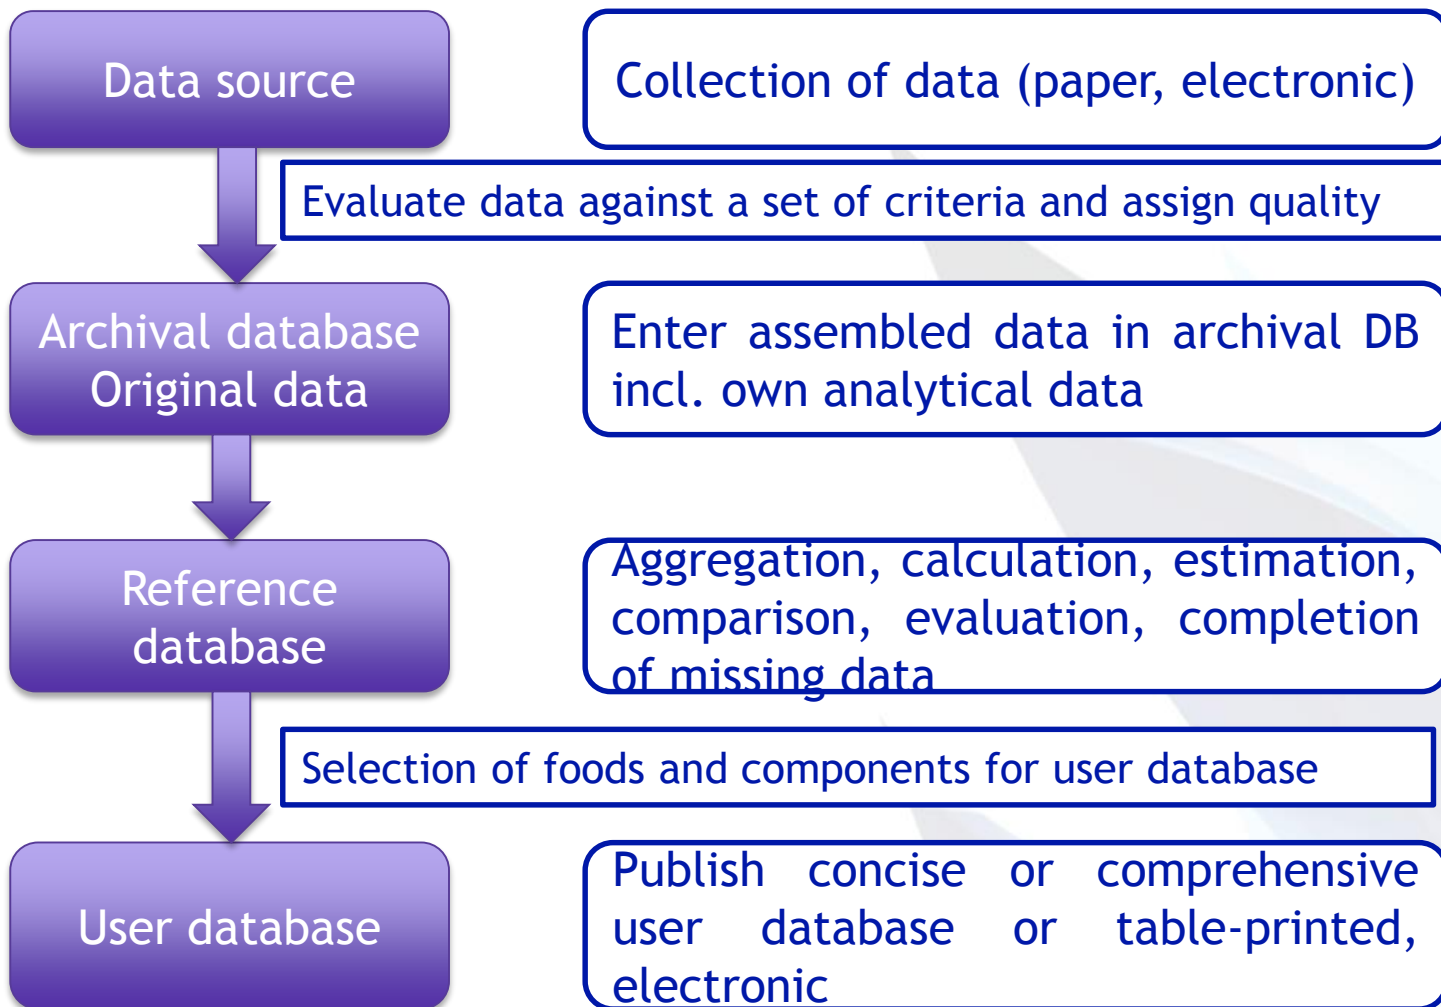 Data source
Collection of data (paper, electronic)
Evaluate data against a set of criteria and assign quality
Archival database
Original data
Enter assembled data in archival DB
incl. own analytical data
Reference
database
Aggregation, calculation, estimation,
comparison, evaluation, completion
of missing data
Selection of foods and components for user database
User database
Publish concise or comprehensive
user database or table-printed,
electronic